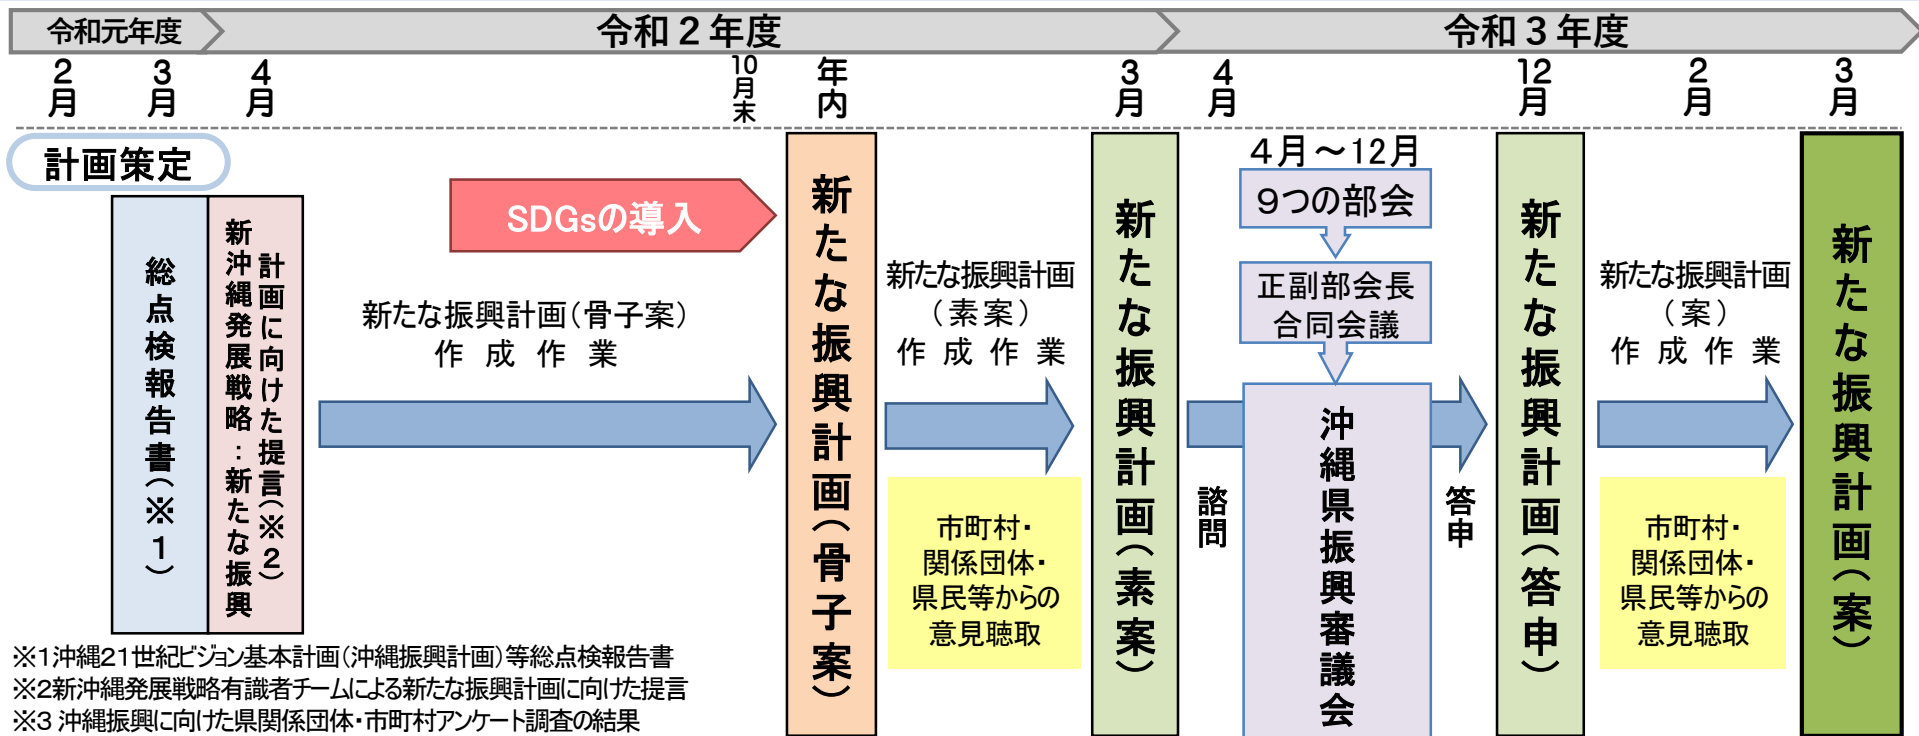 令和元年度
令和２年度
令和３年度
２月
３月
４月
10月末
年内
３月
４月
12月
２月
３月
計画策定
総点検報告書（※１）
新沖縄発展戦略：新たな振興
計画に向けた提言（※２）
SDGsの導入
新たな振興計画（骨子案）
作成作業
新たな振興計画（骨子案）
新たな振興計画
（素案）
作成作業
市町村・
関係団体・
県民等からの
意見聴取
新たな振興計画（素案）
諮問
４月～12月
９つの部会
正副部会長
合同会議
沖縄県振興審議会
答申
新たな振興計画（答申）
新たな振興計画
（案）
作成作業
市町村・
関係団体・
県民等からの
意見聴取
新たな振興計画（案）
※1沖縄21世紀ビジョン基本計画（沖縄振興計画）等総点検報告書
※2新沖縄発展戦略有識者チームによる新たな振興計画に向けた提言
※3 沖縄振興に向けた県関係団体・市町村アンケート調査の結果